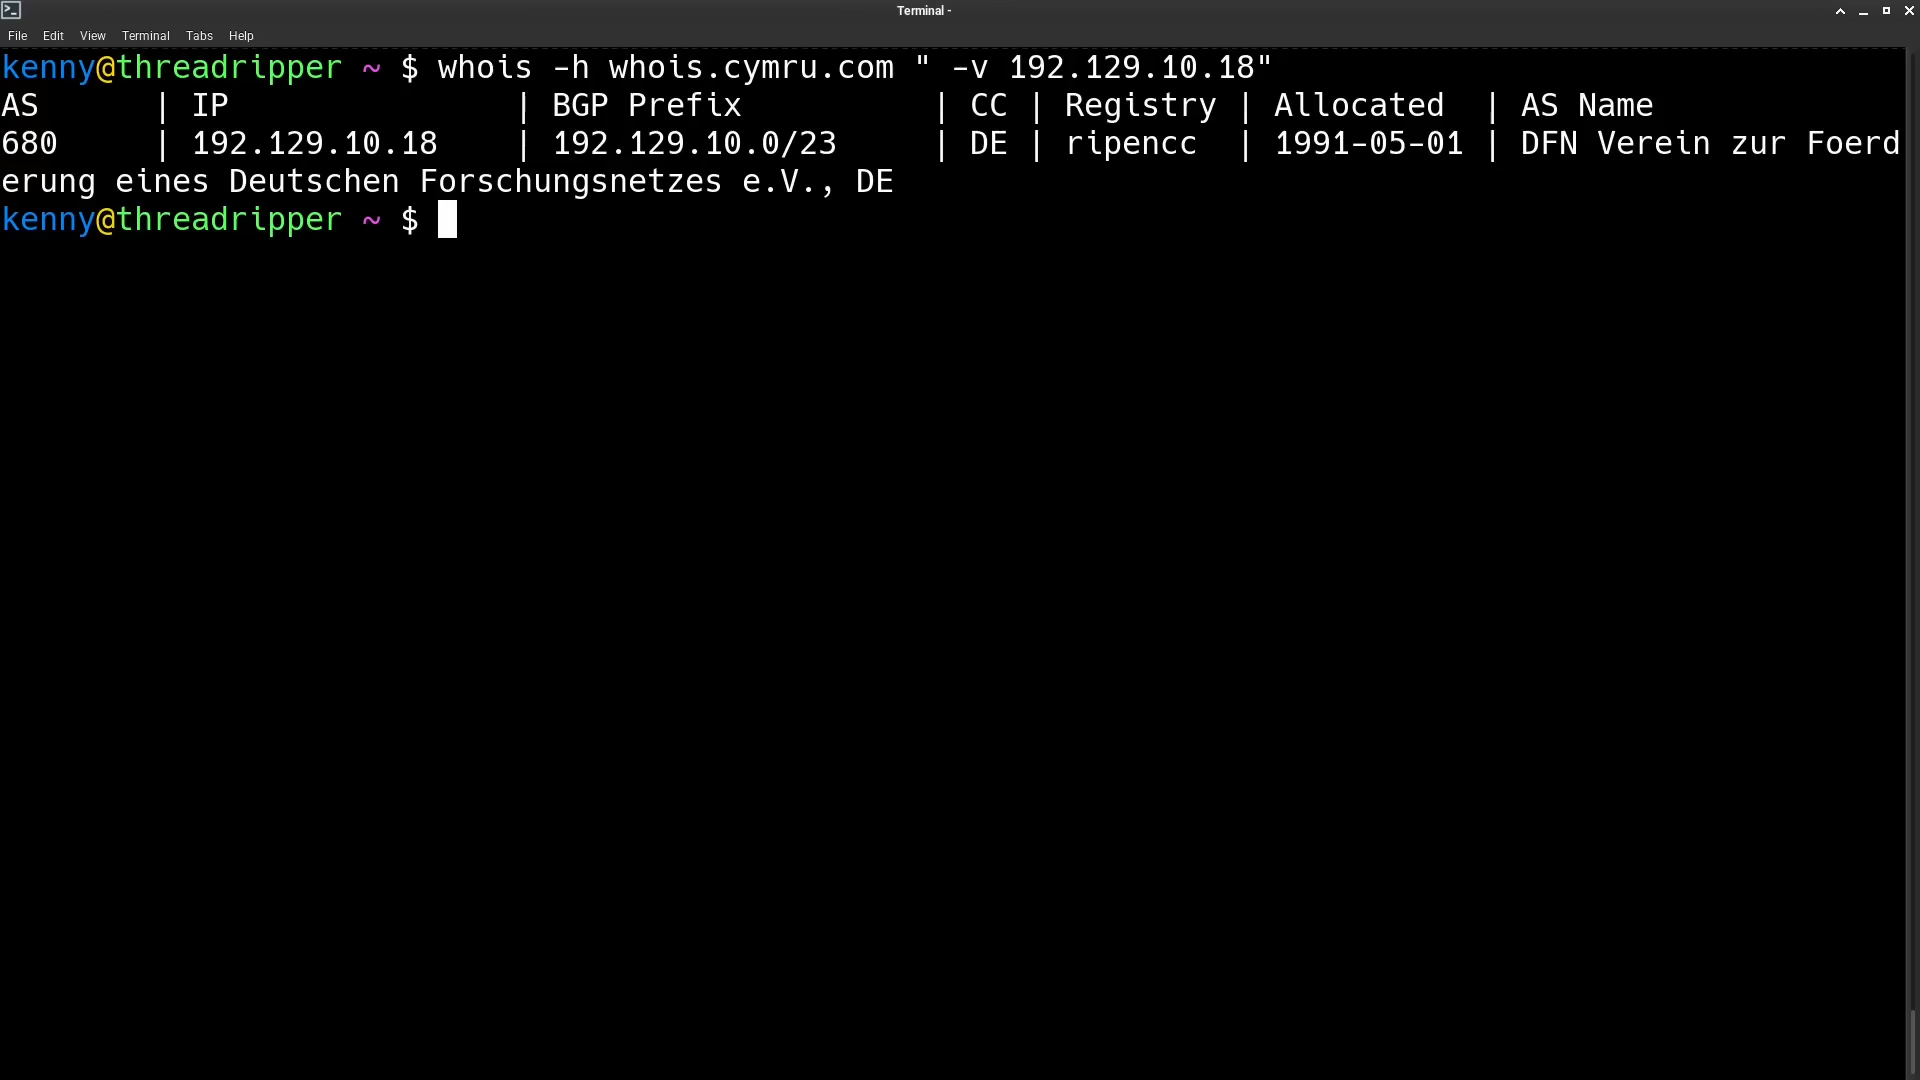 Terminal -
File Edit View Terminal Tabs Help
kenny@threadripper ~ $ whois -h whois.cymru.com " -v 192.129.10.18"
AS      | IP               | BGP Prefix          | CC | Registry | Allocated  | AS Name
680     | 192.129.10.18    | 192.129.10.0/23     | DE | ripencc  | 1991-05-01 | DFN Verein zur Foerd
erung eines Deutschen Forschungsnetzes e.V., DE
kenny@threadripper ~ $